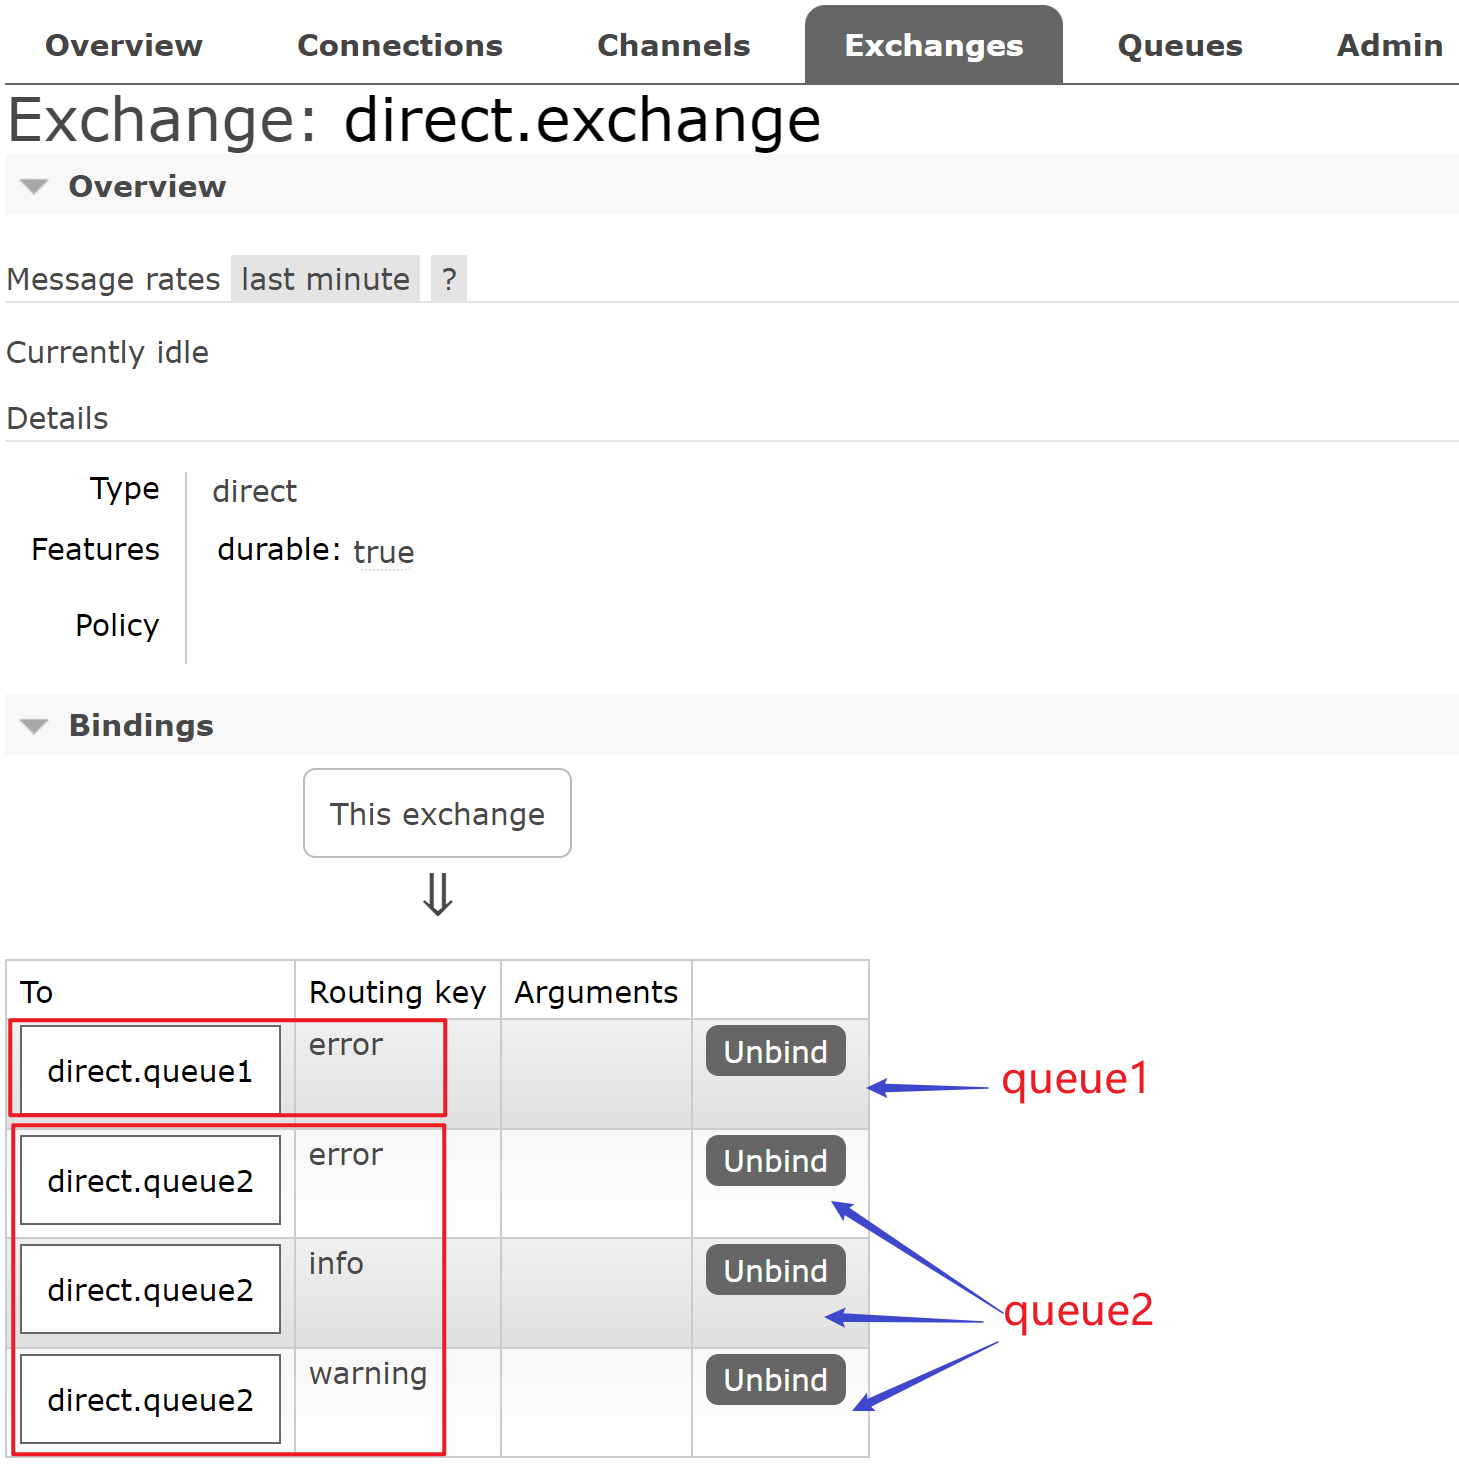 Overview Connections Channels Exchanges Queues Admin
Exchange: direct.exchange
Overview
Message rates last minute ?
Currently idle
Details
Type direct
Features durable: true
Policy
Bindings
This exchange
⇓
To Routing key Arguments
direct.queue1 error Unbind queue1
direct.queue2 error Unbind
direct.queue2 info Unbind queue2
direct.queue2 warning Unbind